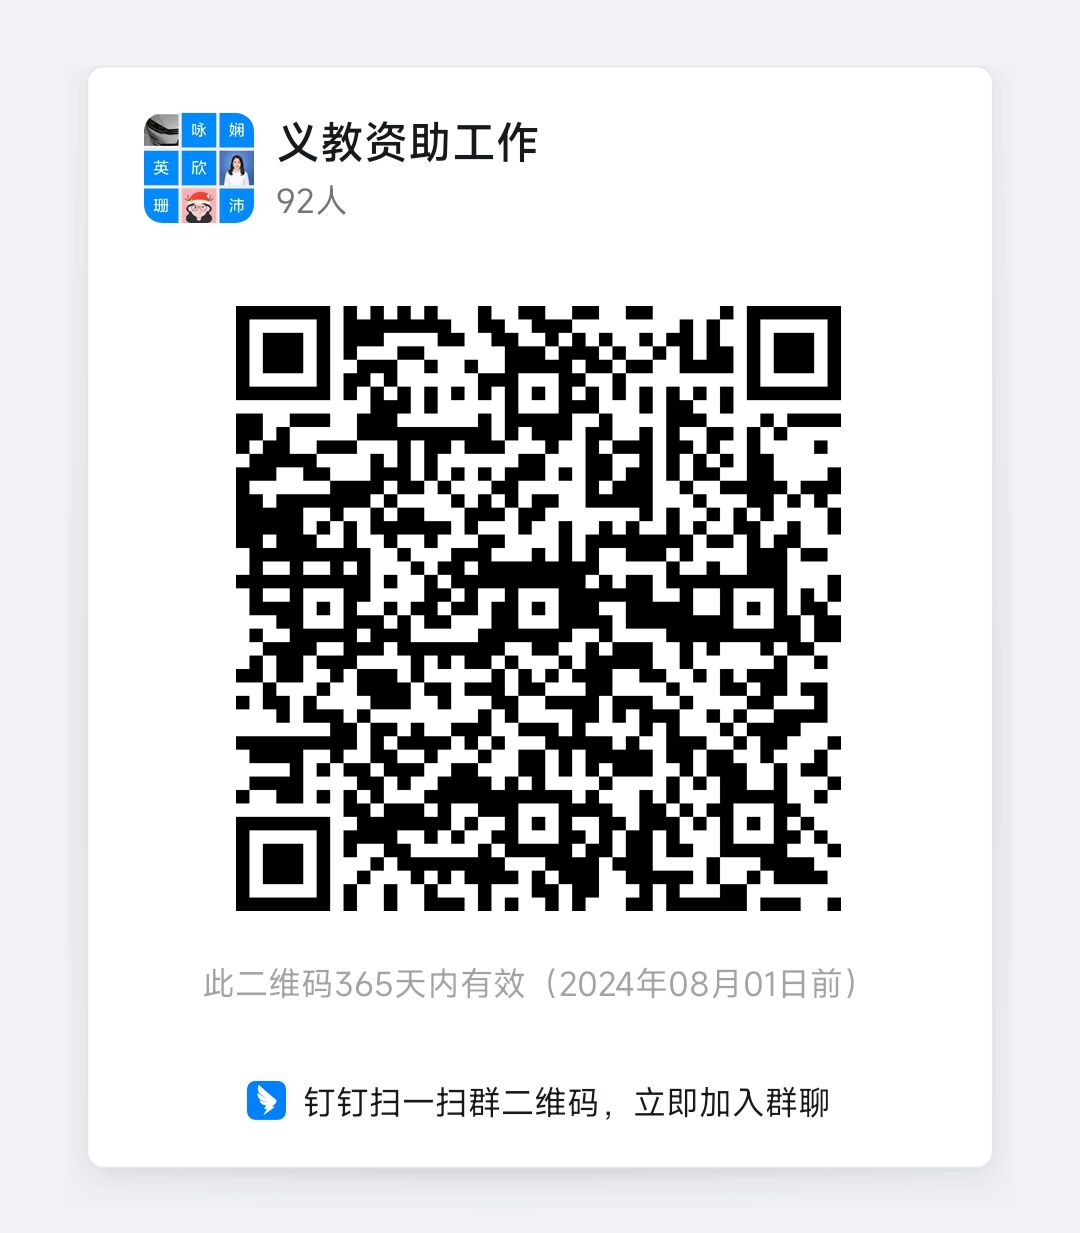 咏 娴
英 欣
珊 沛
义教资助工作
92人
此二维码365天内有效（2024年08月01日前）
钉钉扫一扫群二维码，立即加入群聊